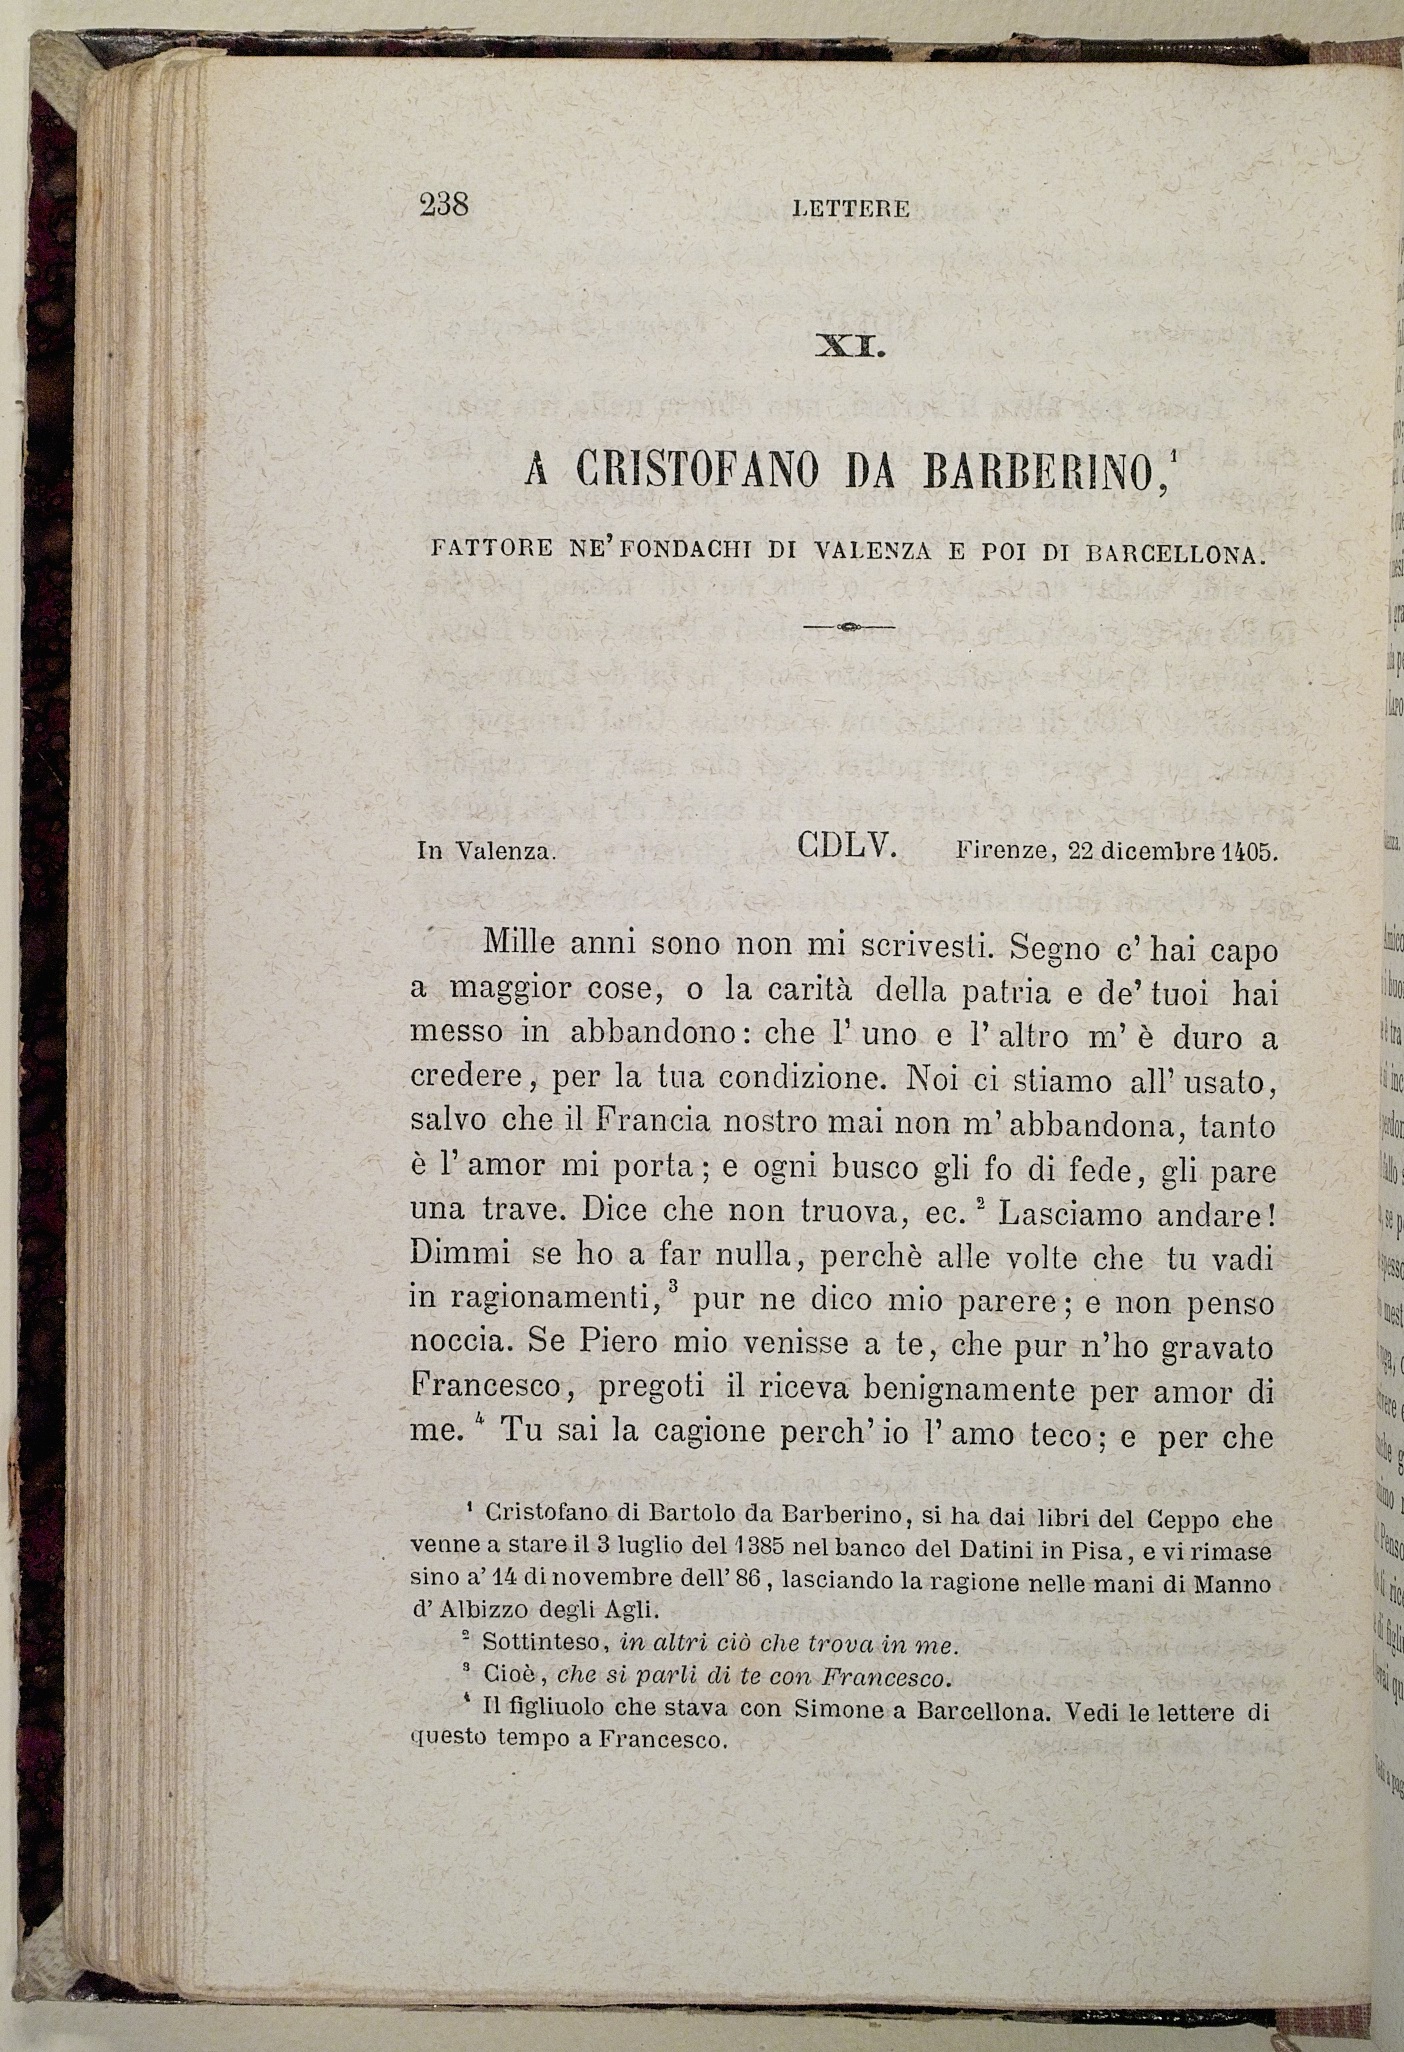 238 LETTERE
XI.
A CRISTOFANO DA BARBERINO,¹
FATTORE NE' FONDACHI DI VALENZA E POI DI BARCELLONA.
In Valenza. CDLV. Firenze, 22 dicembre 1405.
Mille anni sono non mi scrivesti. Segno c' hai capo
a maggior cose, o la carità della patria e de' tuoi hai
messo in abbandono: che l' uno e l' altro m' è duro a
credere, per la tua condizione. Noi ci stiamo all' usato,
salvo che il Francia nostro mai non m' abbandona, tanto
è l' amor mi porta; e ogni busco gli fo di fede, gli pare
una trave. Dice che non truova, ec. ² Lasciamo andare!
Dimmi se ho a far nulla, perchè alle volte che tu vadi
in ragionamenti,³ pur ne dico mio parere; e non penso
noccia. Se Piero mio venisse a te, che pur n'ho gravato
Francesco, pregoti il riceva benignamente per amor di
me. ⁴ Tu sai la cagione perch' io l' amo teco; e per che
¹ Cristofano di Bartolo da Barberino, si ha dai libri del Ceppo che
venne a stare il 3 luglio del 1385 nel banco del Datini in Pisa, e vi rimase
sino a' 14 di novembre dell' 86, lasciando la ragione nelle mani di Manno
d' Albizzo degli Agli.
² Sottinteso, in altri ciò che trova in me.
³ Cioè, che si parli di te con Francesco.
⁴ Il figliuolo che stava con Simone a Barcellona. Vedi le lettere di
questo tempo a Francesco.